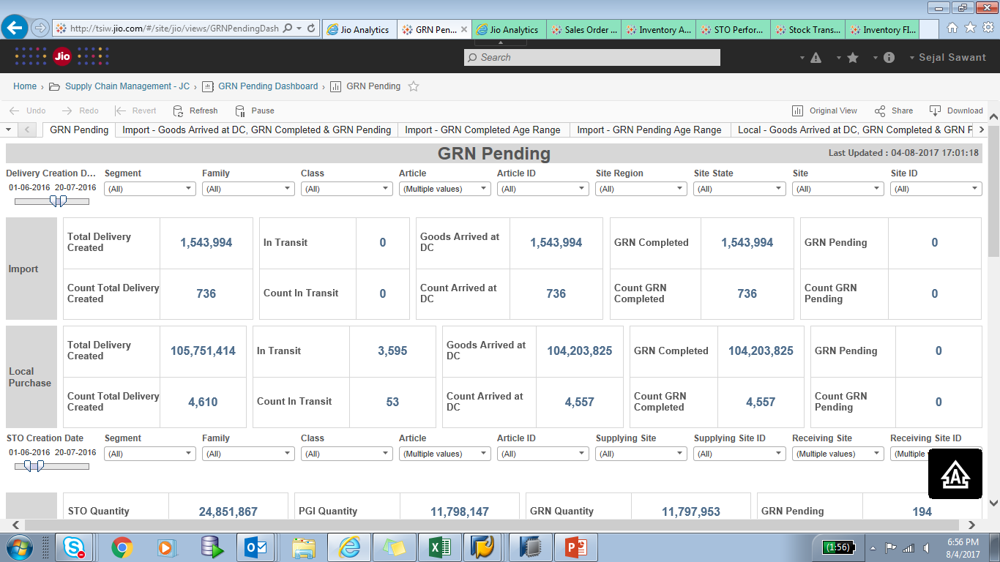 http://tsiw.jio.com/#/site/jio/views/GRNPendingDash
Jio Analytics
GRN Pen...
Jio Analytics
Sales Order ...
Inventory A...
STO Perfor...
Stock Trans...
Inventory FI...
Jio
Search
Sejal Sawant
Home › Supply Chain Management - JC › GRN Pending Dashboard › GRN Pending
Undo Redo Revert Refresh Pause Original View Share Download
GRN Pending
Import - Goods Arrived at DC, GRN Completed & GRN Pending
Import - GRN Completed Age Range
Import - GRN Pending Age Range
Local - Goods Arrived at DC, GRN Completed & GRN F
GRN Pending
Last Updated : 04-08-2017 17:01:18
Delivery Creation D... Segment Family Class Article Article ID Site Region Site State Site Site ID
01-06-2016 20-07-2016 (All) (All) (All) (Multiple values) (All) (All) (All) (All) (All)
Import
Total Delivery Created 1,543,994 In Transit 0 Goods Arrived at DC 1,543,994 GRN Completed 1,543,994 GRN Pending 0
Count Total Delivery Created 736 Count In Transit 0 Count Arrived at DC 736 Count GRN Completed 736 Count GRN Pending 0
Local Purchase
Total Delivery Created 105,751,414 In Transit 3,595 Goods Arrived at DC 104,203,825 GRN Completed 104,203,825 GRN Pending 0
Count Total Delivery Created 4,610 Count In Transit 53 Count Arrived at DC 4,557 Count GRN Completed 4,557 Count GRN Pending 0
STO Creation Date Segment Family Class Article Article ID Supplying Site Supplying Site ID Receiving Site Receiving Site ID
01-06-2016 20-07-2016 (All) (All) (All) (Multiple values) (All) (All) (All) (Multiple values) (Multiple
STO Quantity 24,851,867 PGI Quantity 11,798,147 GRN Quantity 11,797,953 GRN Pending 194
A
(1:56)
6:56 PM
8/4/2017